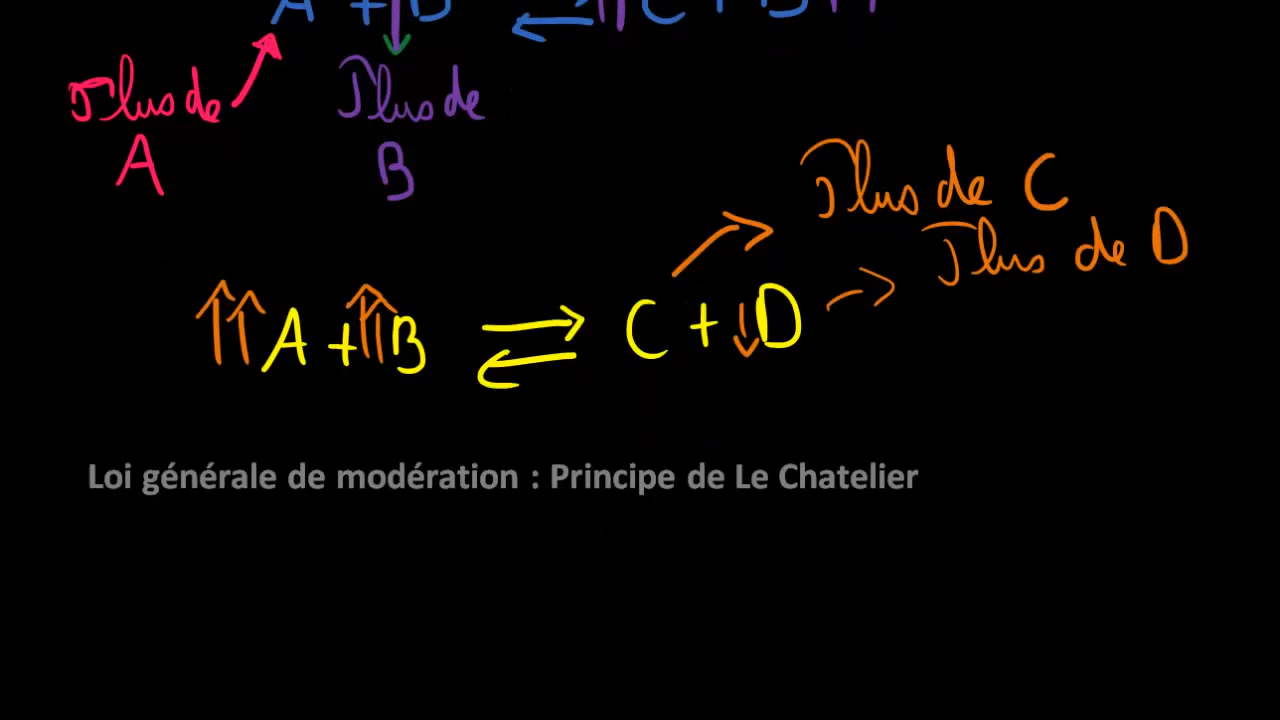 A + B ⇌ C + D
Plus de Plus de
A B
Plus de C
Plus de D
A + B ⇌ C + D
Loi générale de modération : Principe de Le Chatelier